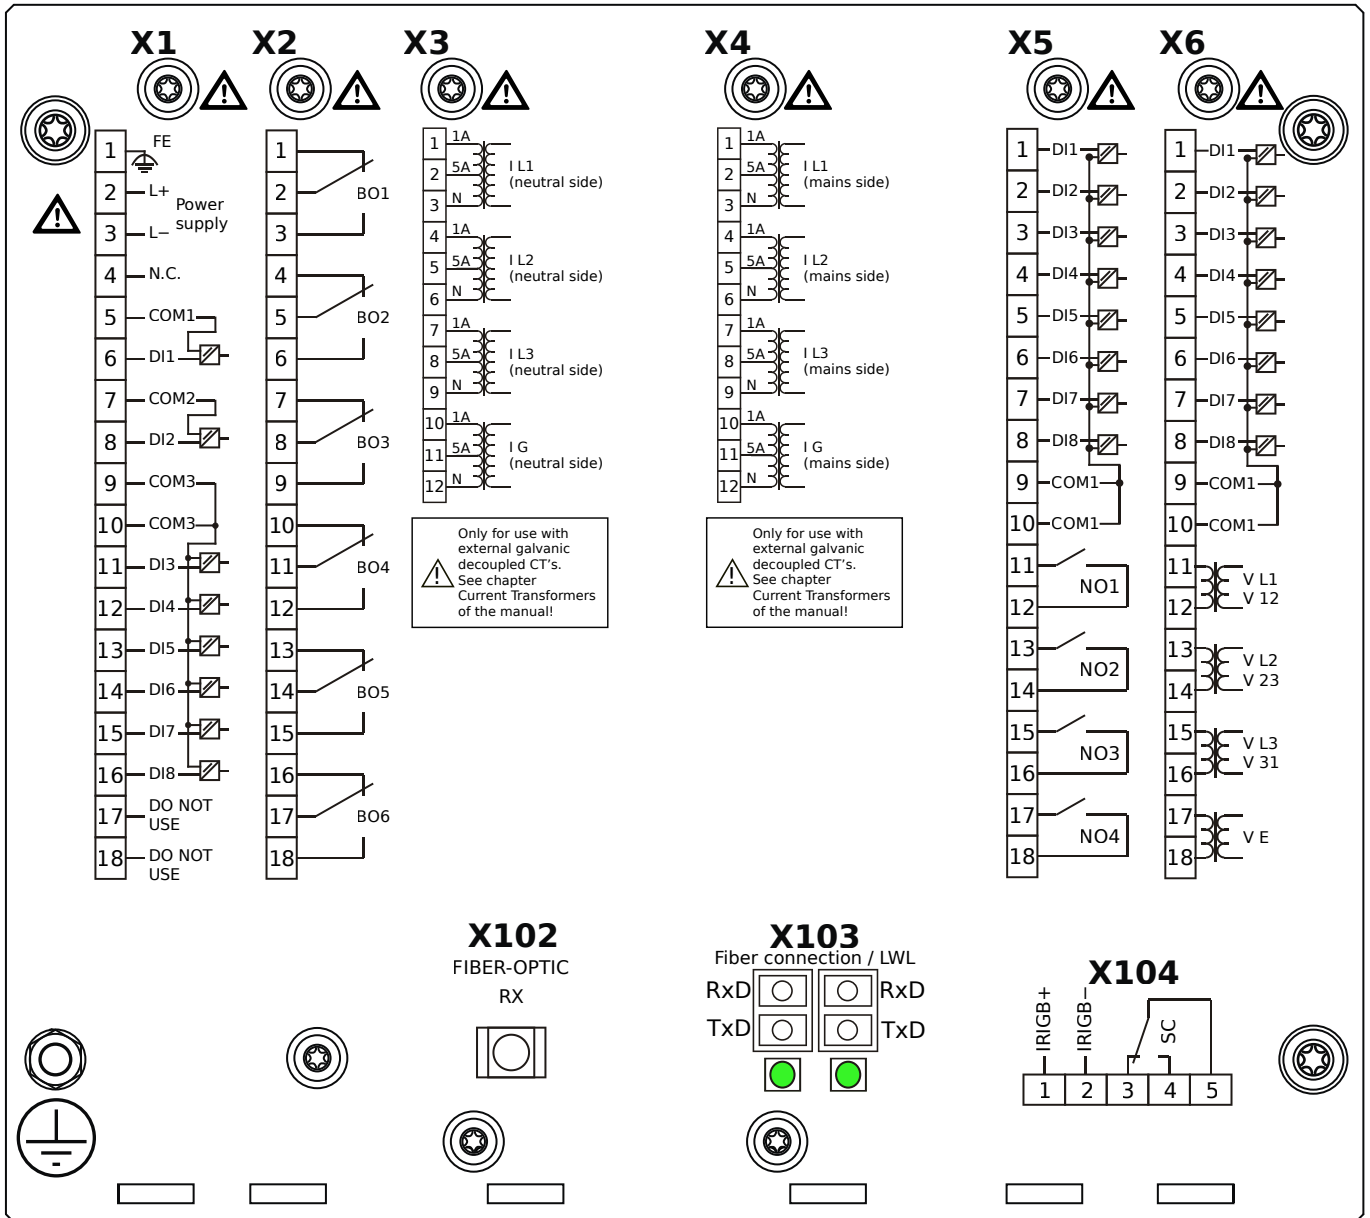 X1
X2
X3
X4
X5
X6
1
FE
2
L+
Power
supply
3
L−
4
N.C.
5
COM1
6
DI1
7
COM2
8
DI2
9
COM3
10
COM3
11
DI3
12
DI4
13
DI5
14
DI6
15
DI7
16
DI8
17
DO NOT
USE
18
DO NOT
USE
1
2
BO1
3
4
5
BO2
6
7
8
BO3
9
10
11
BO4
12
13
14
BO5
15
16
17
BO6
18
1
1A
2
5A
3
N
I L1
(neutral side)
4
1A
5
5A
6
N
I L2
(neutral side)
7
1A
8
5A
9
N
I L3
(neutral side)
10
1A
11
5A
12
N
I G
(neutral side)
Only for use with
external galvanic
decoupled CT's.
See chapter
Current Transformers
of the manual!
1
1A
2
5A
3
N
I L1
(mains side)
4
1A
5
5A
6
N
I L2
(mains side)
7
1A
8
5A
9
N
I L3
(mains side)
10
1A
11
5A
12
N
I G
(mains side)
Only for use with
external galvanic
decoupled CT's.
See chapter
Current Transformers
of the manual!
1
DI1
2
DI2
3
DI3
4
DI4
5
DI5
6
DI6
7
DI7
8
DI8
9
COM1
10
COM1
11
NO1
12
13
NO2
14
15
NO3
16
17
NO4
18
1
DI1
2
DI2
3
DI3
4
DI4
5
DI5
6
DI6
7
DI7
8
DI8
9
COM1
10
COM1
11
V L1
V 12
12
13
V L2
V 23
14
15
V L3
V 31
16
17
V E
18
X102
FIBER-OPTIC
RX
X103
Fiber connection / LWL
RxD
RxD
TxD
TxD
X104
IRIGB+
IRIGB−
SC
1
2
3
4
5